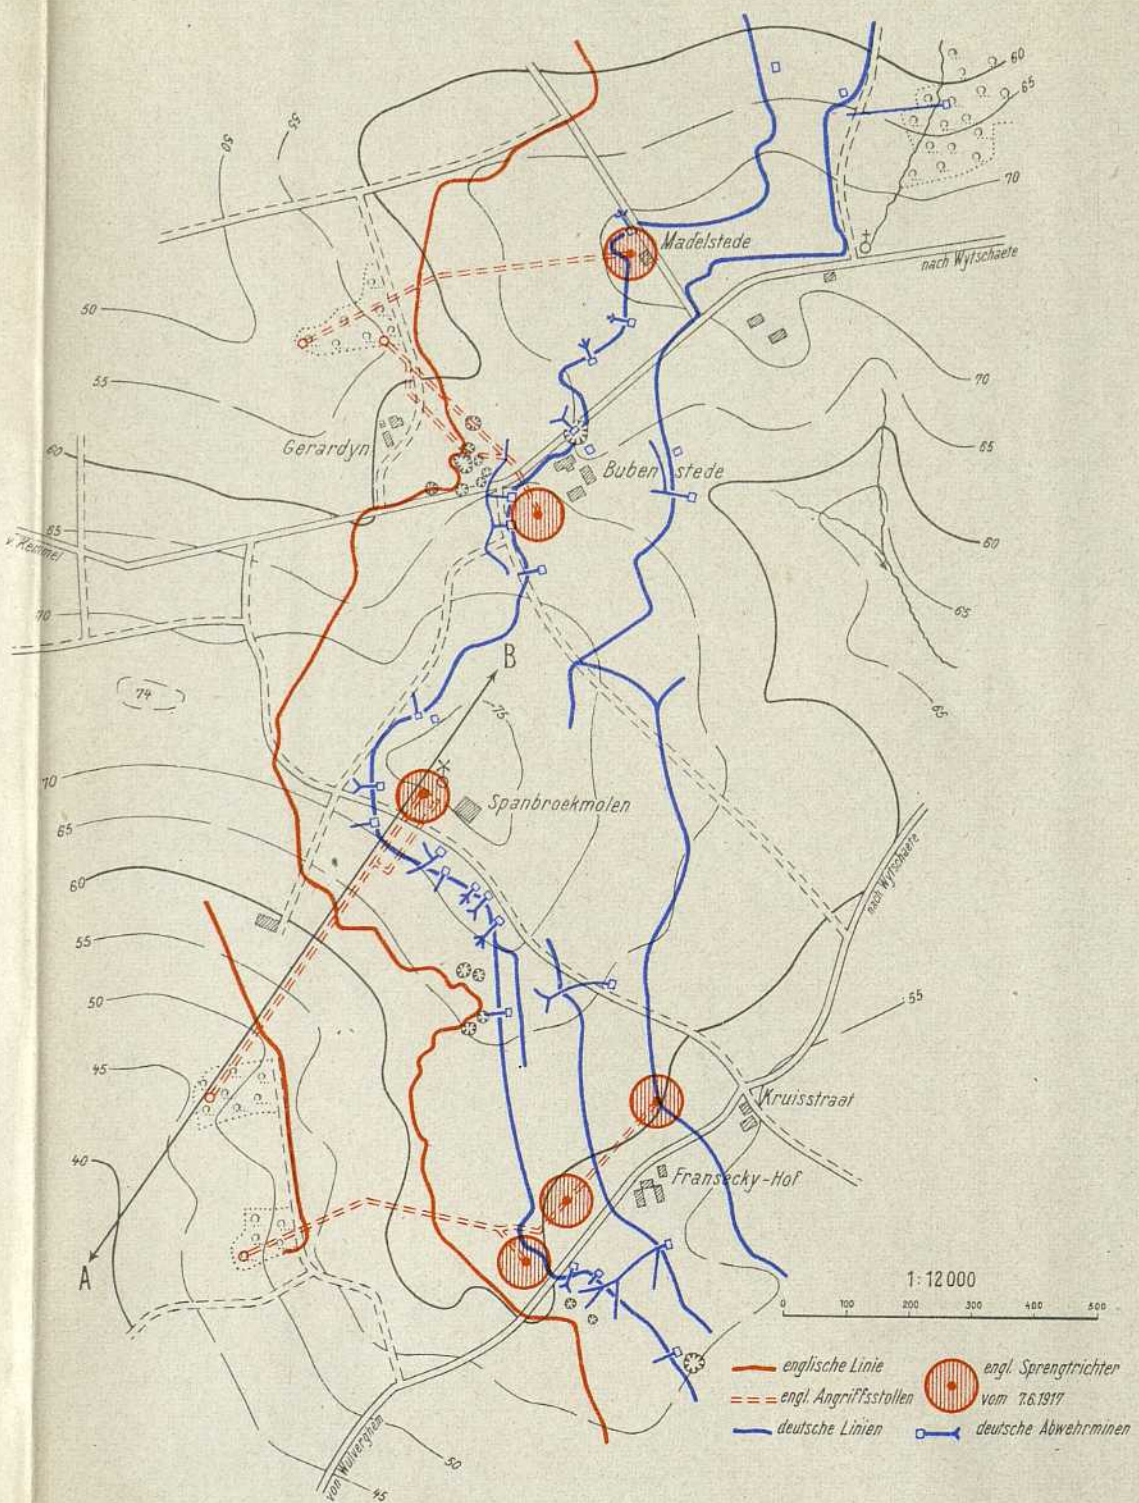 60
65
55
50
70
Maďelstede
nach Wytschaete
50
55
70
65
Gerardyn
60
Bubenstede
v. Kemmel
65
60
65
70
B
74
75
65
70
Spanbroekmolen
65
60
nach Wytschaete
55
50
55
45
Kruisstraat
40
Fransecky-Hof
A
1:12000
0 100 200 300 400 500
englische Linie
engl. Angriffsstollen
deutsche Linien
engl. Sprengtrichter
vom 7.6.1917
deutsche Abwehrminen
von Wulverghem
50
45